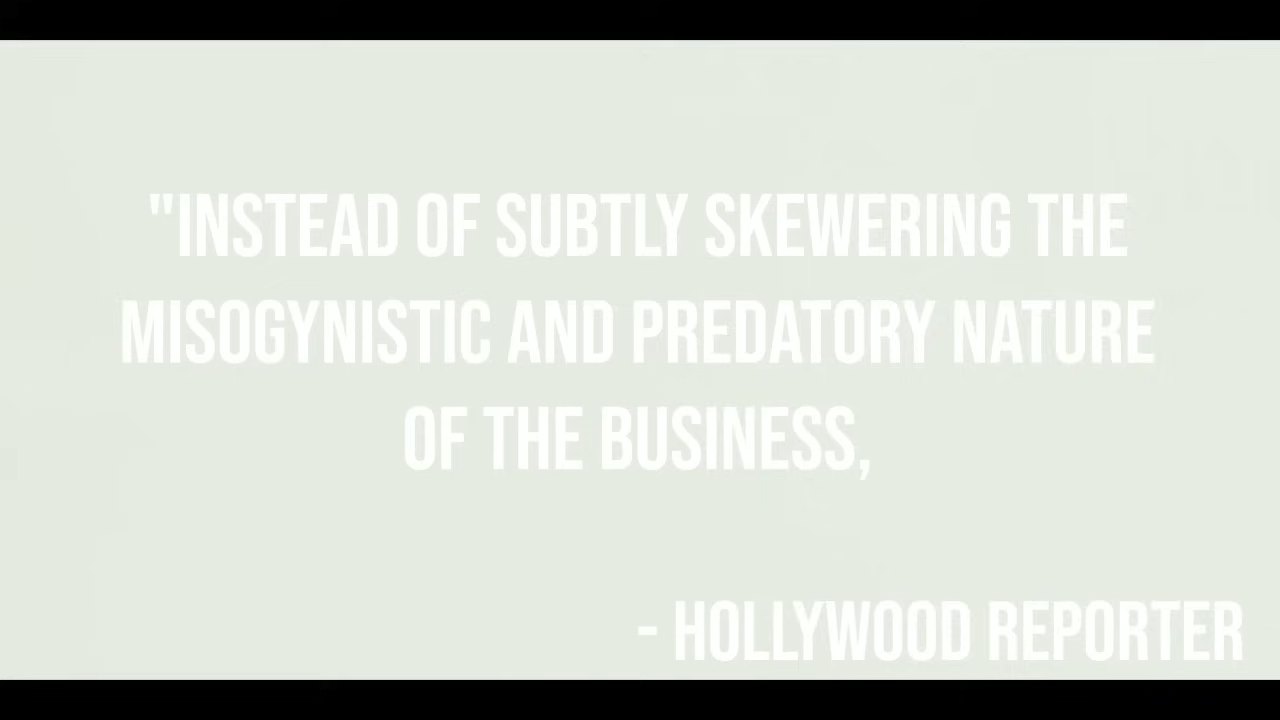 "INSTEAD OF SUBTLY SKEWERING THE
MISOGYNISTIC AND PREDATORY NATURE
OF THE BUSINESS,
- HOLLYWOOD REPORTER